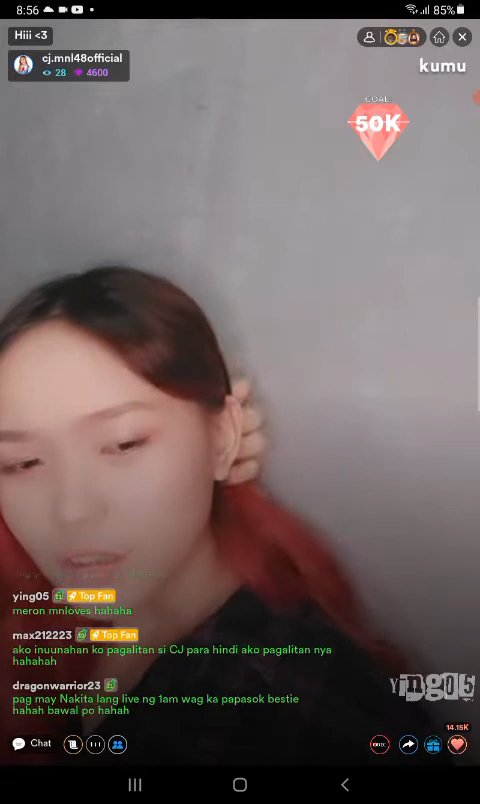 8:56
85%
Hiii <3
cj.mnl48official
28 4600
kumu
GOAL
50K
ying05 Top Fan
meron mnloves hahaha
max212223 Top Fan
ako inuunahan ko pagalitan si CJ para hindi ako pagalitan nya
hahahah
dragonwarrior23
pag may Nakita lang live ng 1am wag ka papasok bestie
hahah bawal po hahah
Ying05
14.15K
Chat